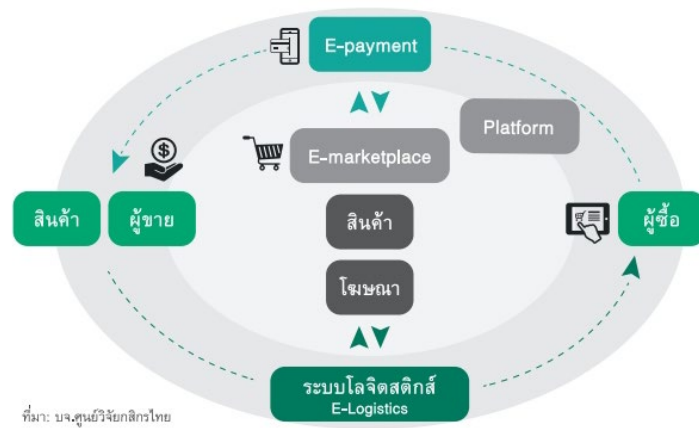 E-payment
Platform
E-marketplace
สินค้า
ผู้ขาย
สินค้า
ผู้ซื้อ
โฆษณา
ระบบโลจิตสติกส์
E-Logistics
ที่มา: บจ.ศูนย์วิจัยกสิกรไทย